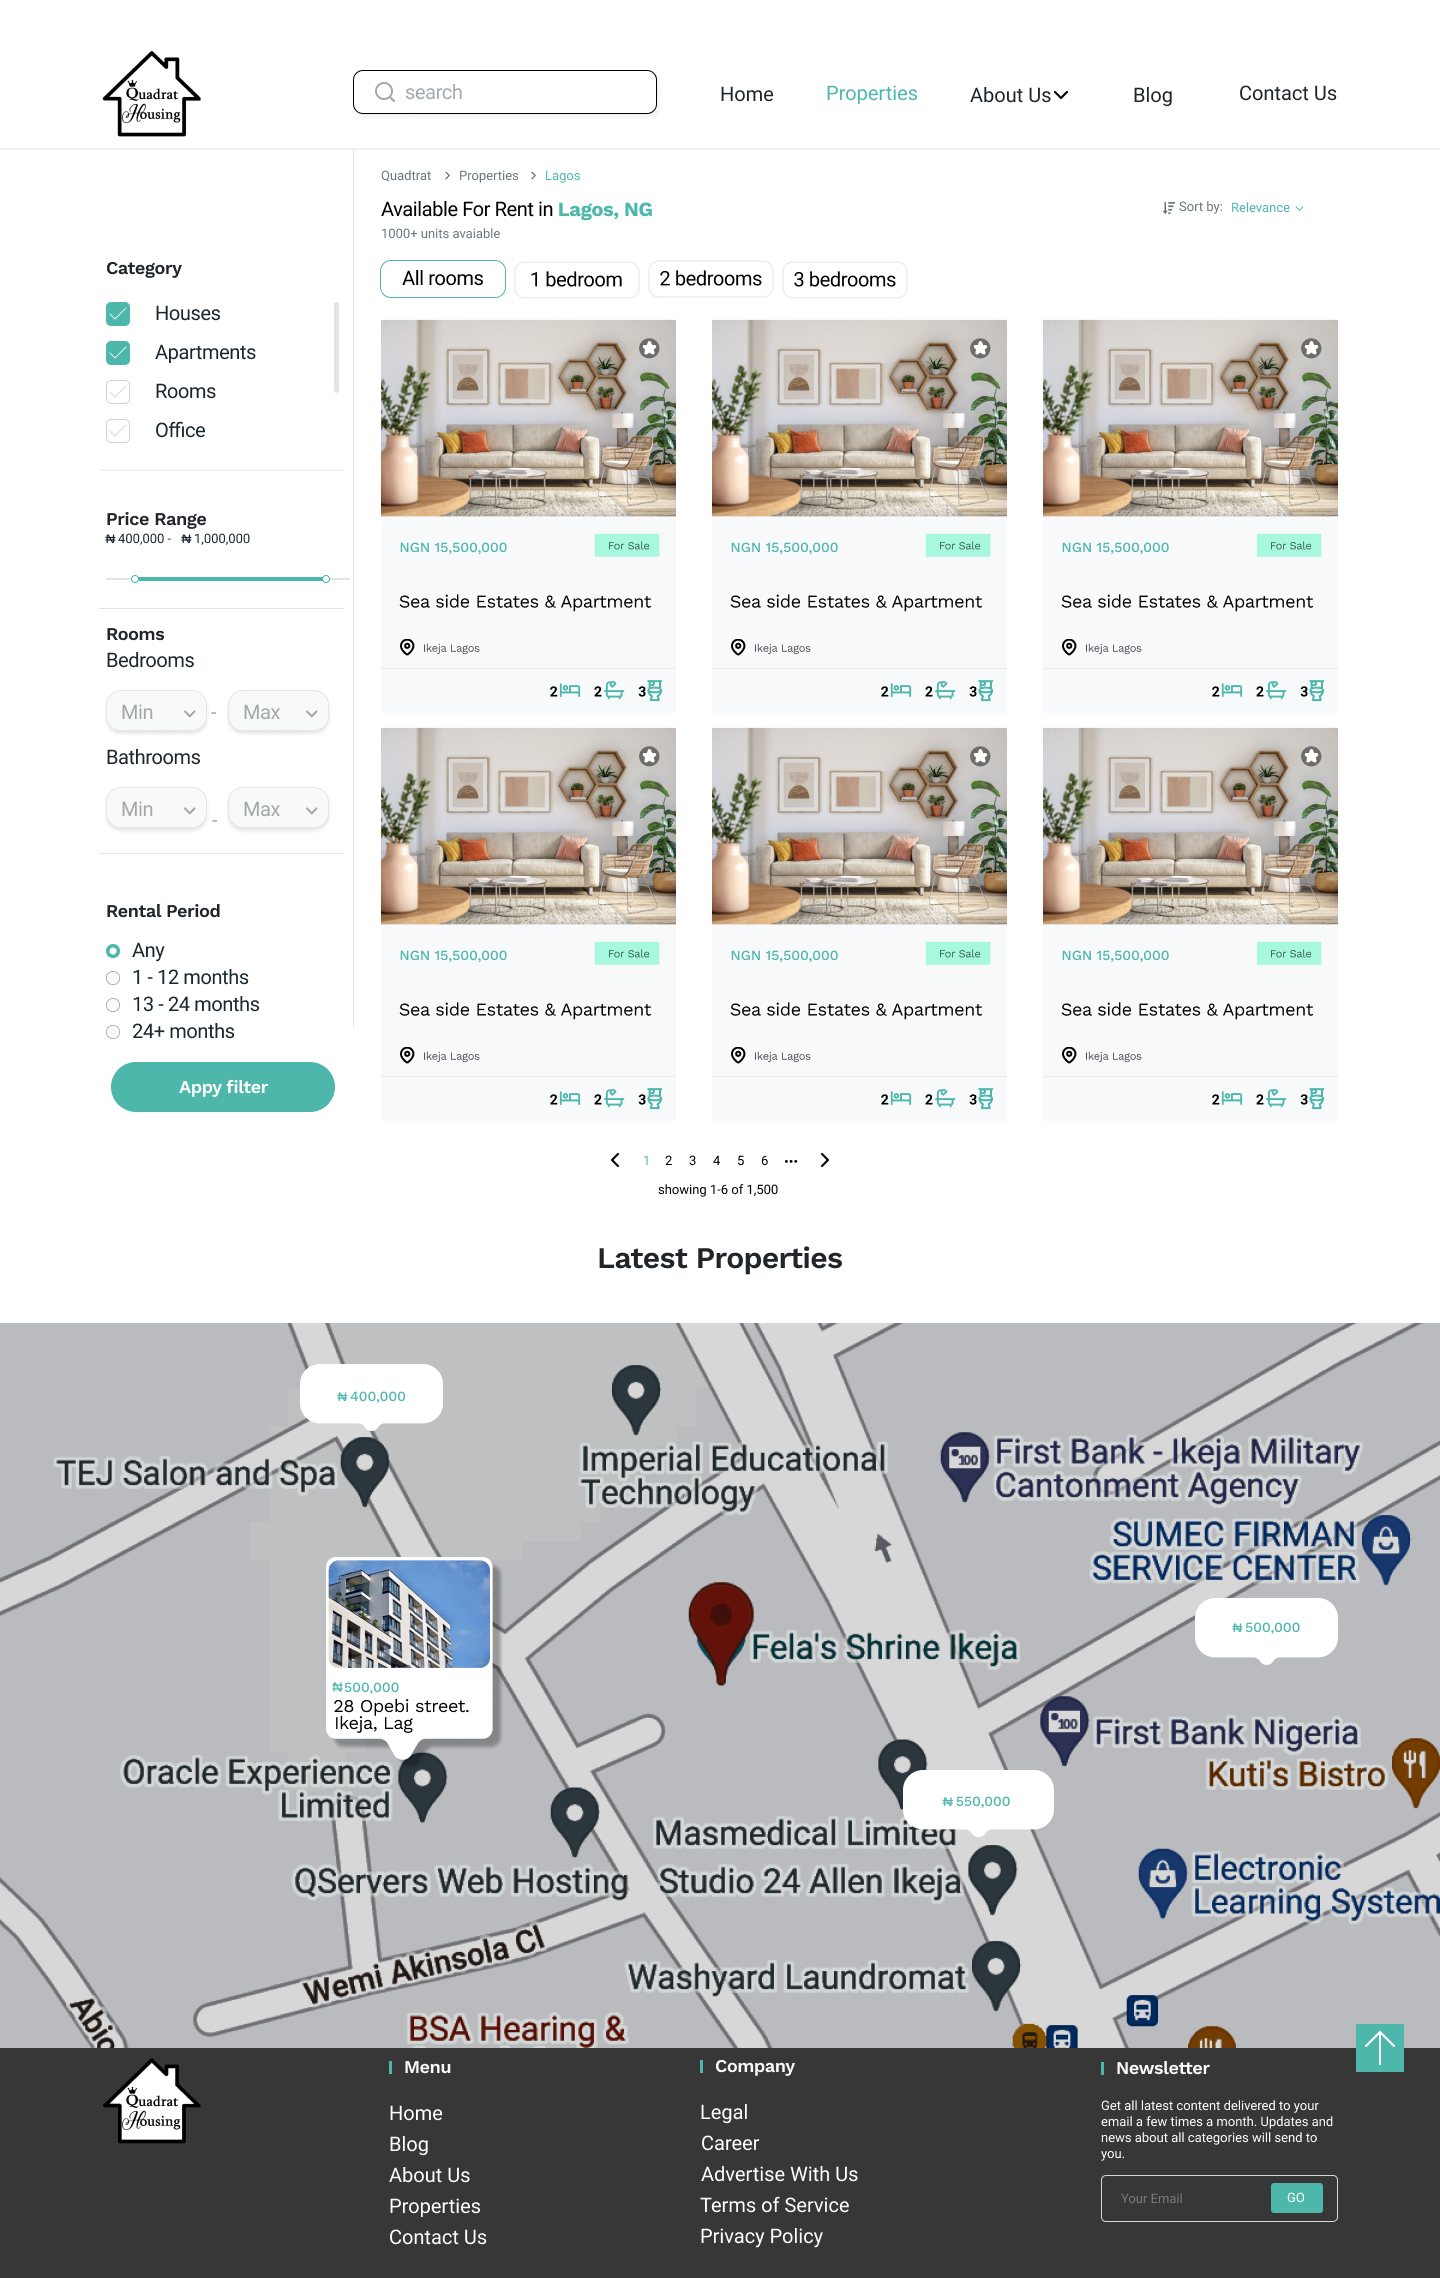 Quadrat
Housing
search
Home
Properties
About Us
Blog
Contact Us
Quadtrat
Properties
Lagos
Available For Rent in Lagos, NG
1000+ units avaiable
Sort by: Relevance
All rooms
1 bedroom
2 bedrooms
3 bedrooms
Category
Houses
Apartments
Rooms
Office
Price Range
₦ 400,000 - ₦ 1,000,000
Rooms
Bedrooms
Min - Max
Bathrooms
Min - Max
Rental Period
Any
1 - 12 months
13 - 24 months
24+ months
Appy filter
NGN 15,500,000 For Sale
Sea side Estates & Apartment
Ikeja Lagos
2 2 3
NGN 15,500,000 For Sale
Sea side Estates & Apartment
Ikeja Lagos
2 2 3
NGN 15,500,000 For Sale
Sea side Estates & Apartment
Ikeja Lagos
2 2 3
NGN 15,500,000 For Sale
Sea side Estates & Apartment
Ikeja Lagos
2 2 3
NGN 15,500,000 For Sale
Sea side Estates & Apartment
Ikeja Lagos
2 2 3
NGN 15,500,000 For Sale
Sea side Estates & Apartment
Ikeja Lagos
2 2 3
1 2 3 4 5 6 •••
showing 1-6 of 1,500
Latest Properties
₦ 400,000
TEJ Salon and Spa
Imperial Educational
Technology
100
First Bank - Ikeja Military
Cantonment Agency
SUMEC FIRMAN
SERVICE CENTER
₦ 500,000
Fela's Shrine Ikeja
₦500,000
28 Opebi street.
Ikeja, Lag
100
First Bank Nigeria
Kuti's Bistro
Oracle Experience
Limited
₦ 550,000
Masmedical Limited
QServers Web Hosting
Studio 24 Allen Ikeja
Electronic
Learning System
Wemi Akinsola Cl
Washyard Laundromat
Abio
BSA Hearing &
Quadrat
Housing
Menu
Home
Blog
About Us
Properties
Contact Us
Company
Legal
Career
Advertise With Us
Terms of Service
Privacy Policy
Newsletter
Get all latest content delivered to your
email a few times a month. Updates and
news about all categories will send to
you.
Your Email
GO